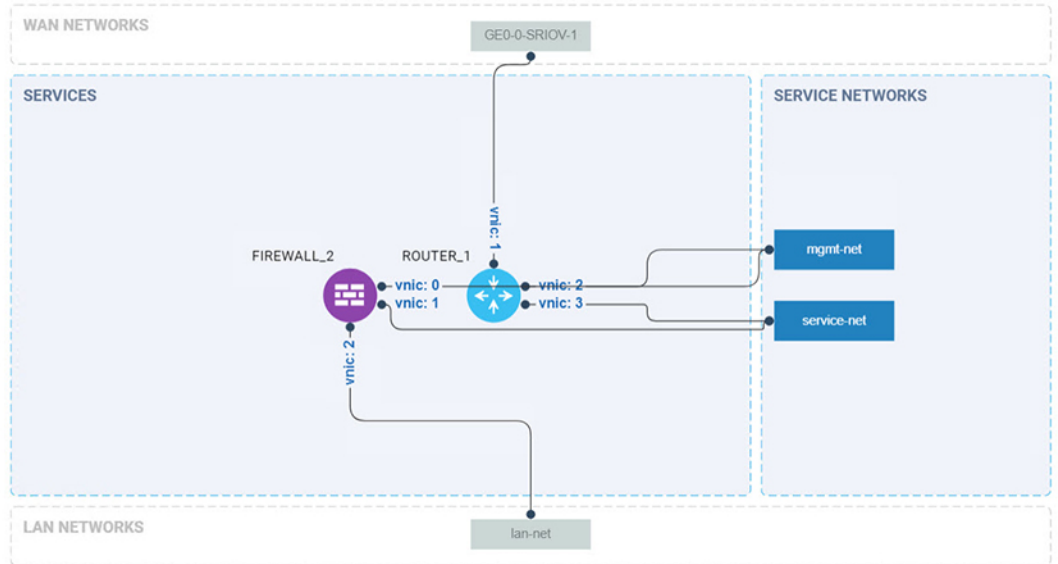 WAN NETWORKS
GE0-0-SRIOV-1
SERVICES
SERVICE NETWORKS
vnic: 1
FIREWALL_2
ROUTER_1
mgmt-net
vnic: 0
vnic: 2
vnic: 1
vnic: 3
service-net
vnic: 2
LAN NETWORKS
lan-net